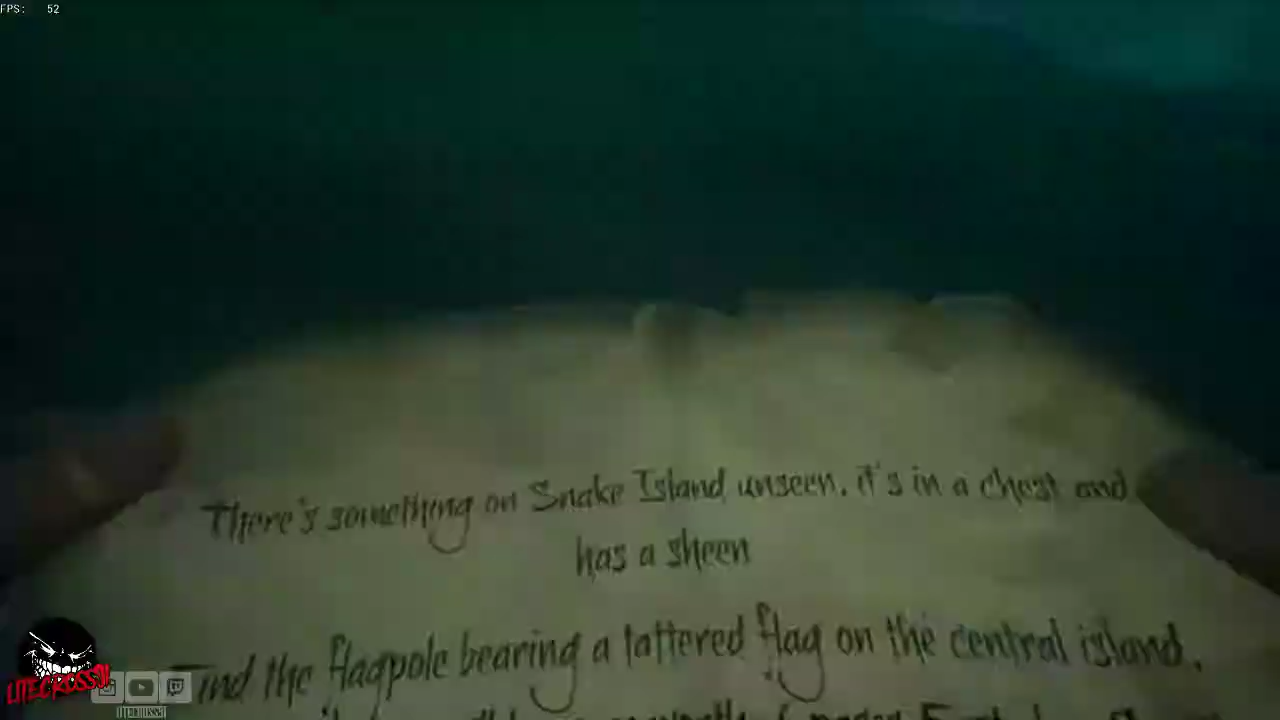 FPS: 52
There's something on Snake Island unseen, it's in a chest and
has a sheen
Find the flagpole bearing a tattered flag on the central island,
LITECROSS